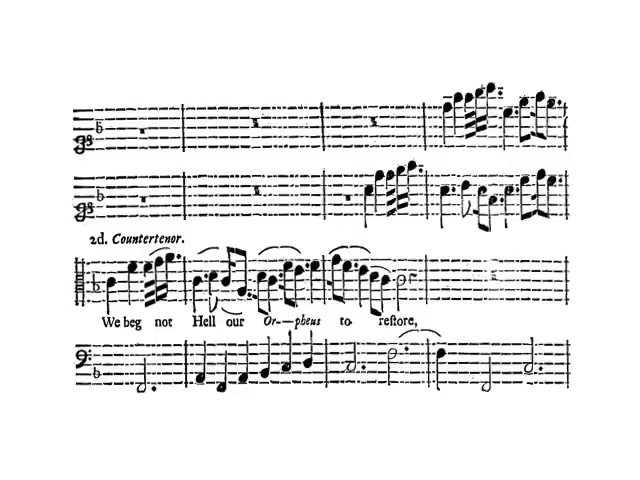 2d. Countertenor.
We beg not Hell our Or---pheus to reſtore,